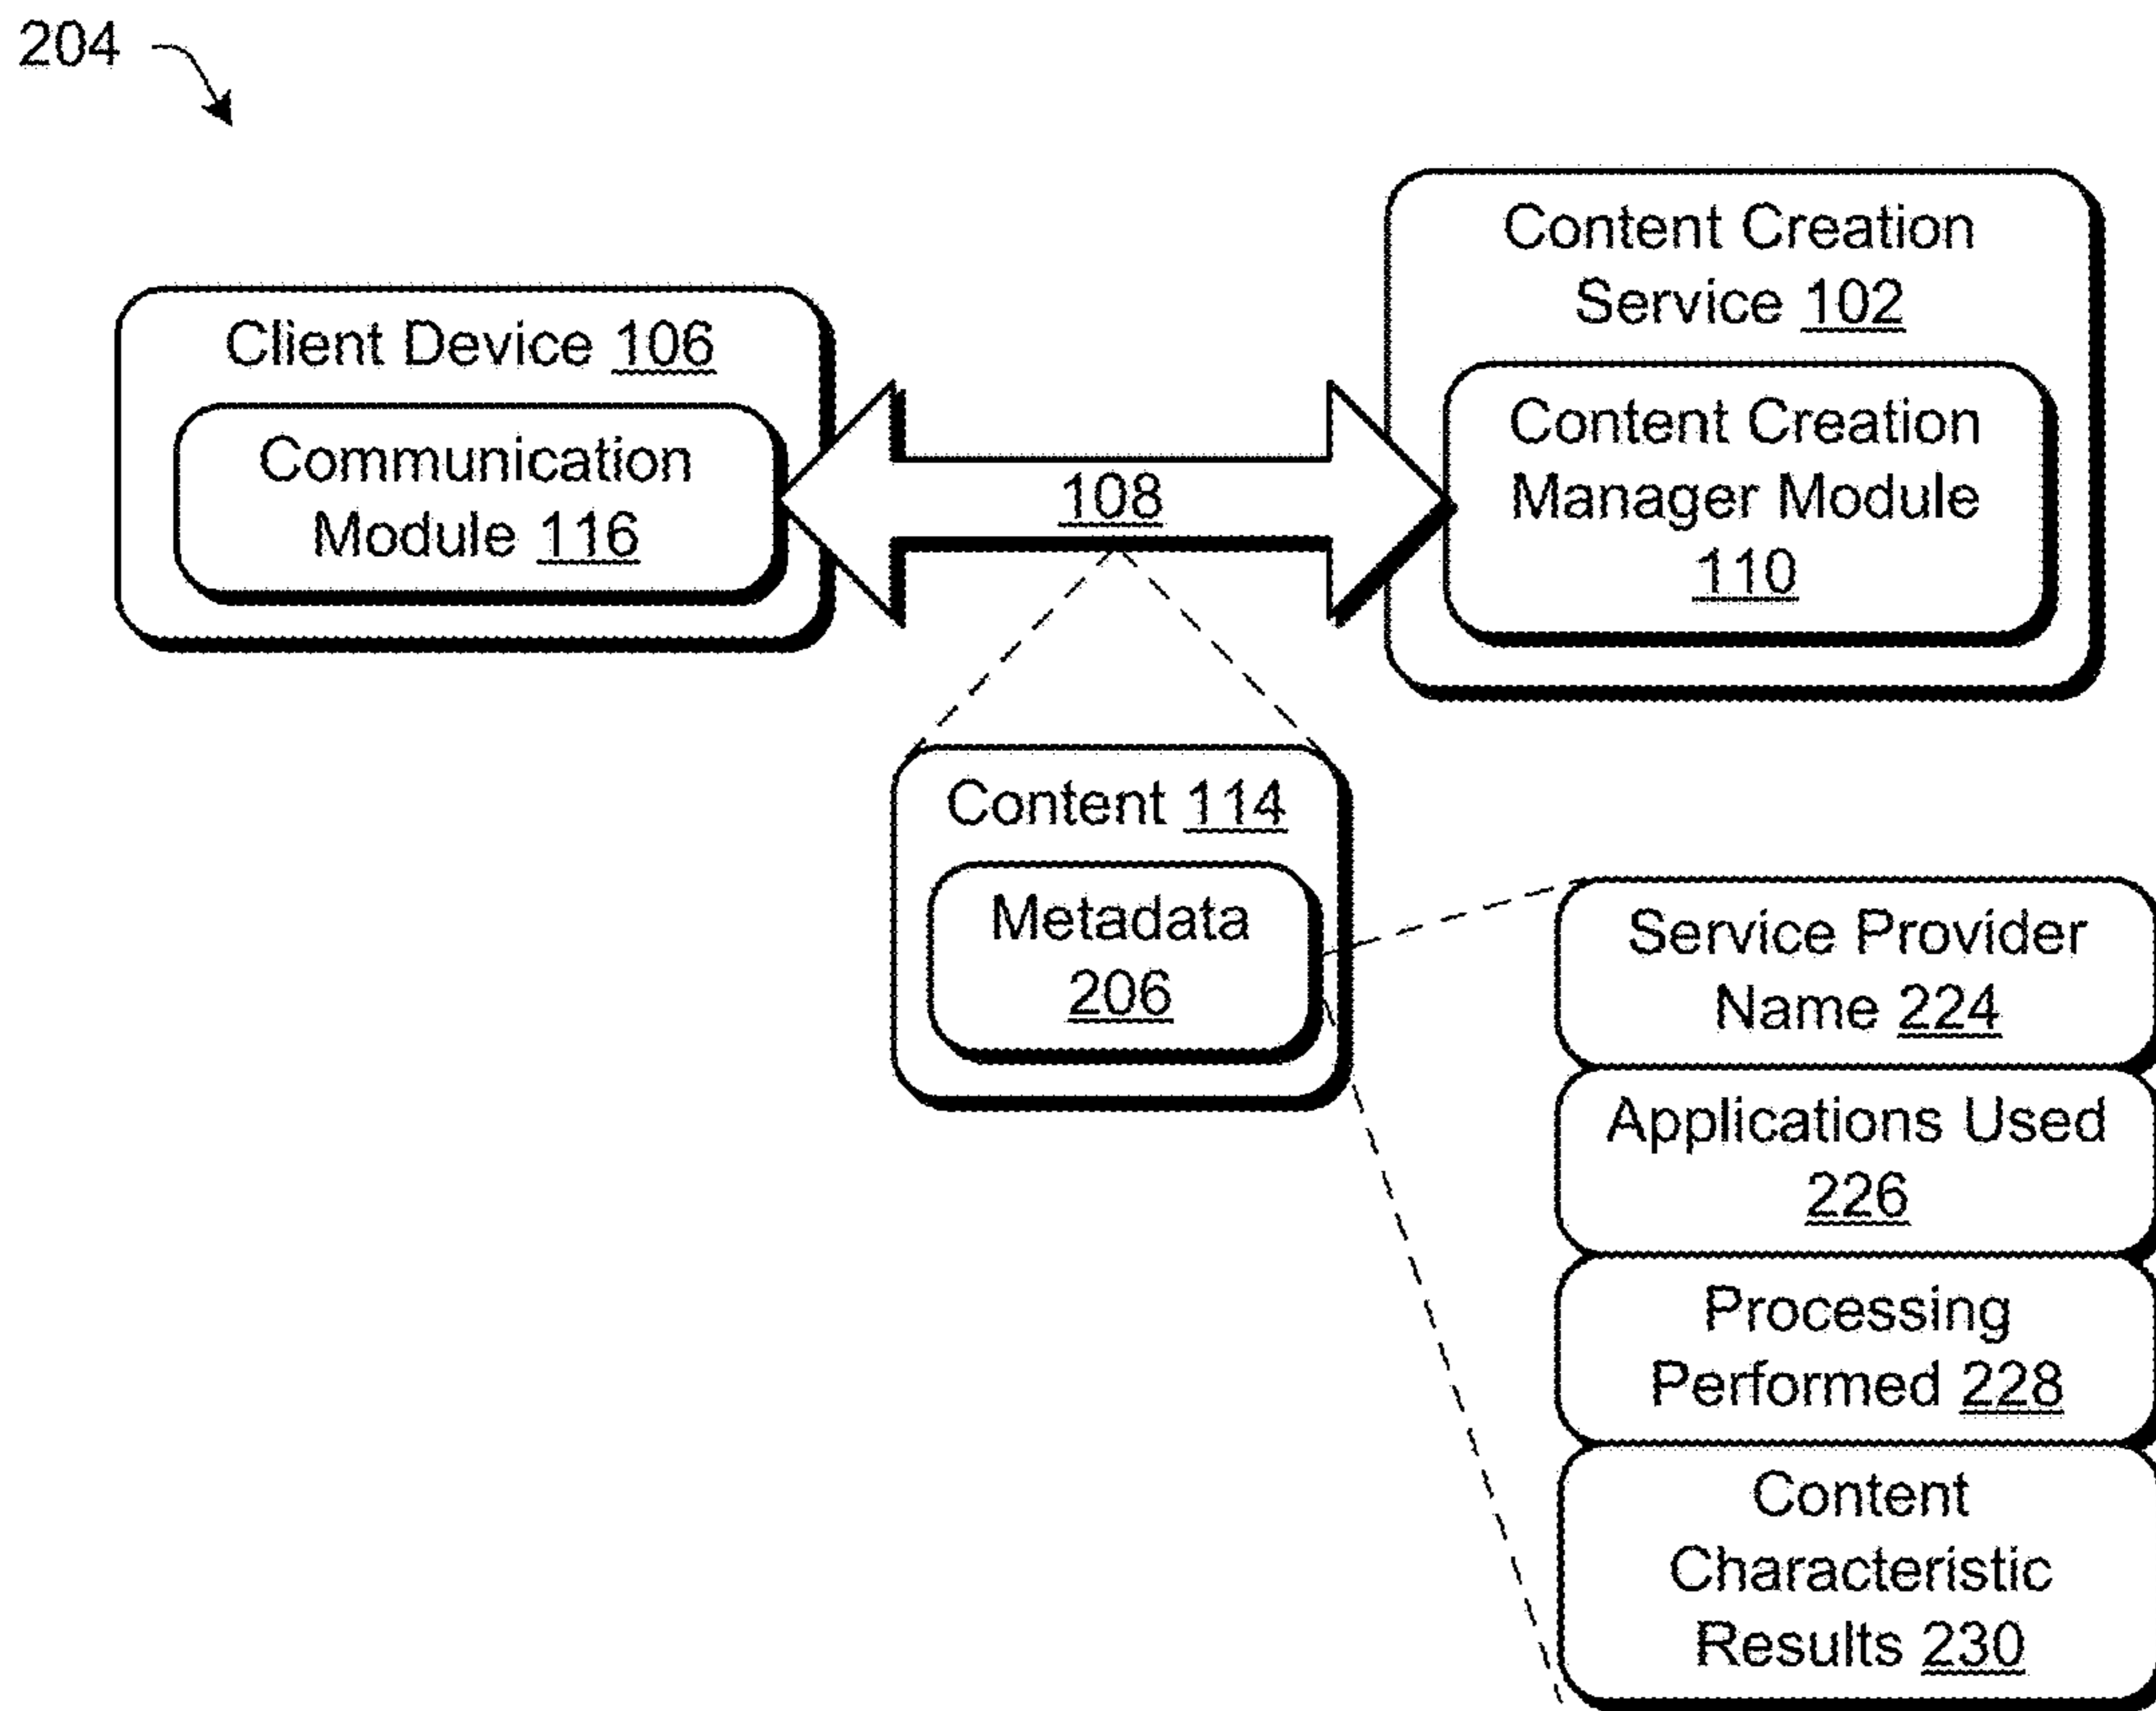 204
Client Device 106
Communication
Module 116
108
Content Creation
Service 102
Content Creation
Manager Module
110
Content 114
Metadata
206
Service Provider
Name 224
Applications Used
226
Processing
Performed 228
Content
Characteristic
Results 230